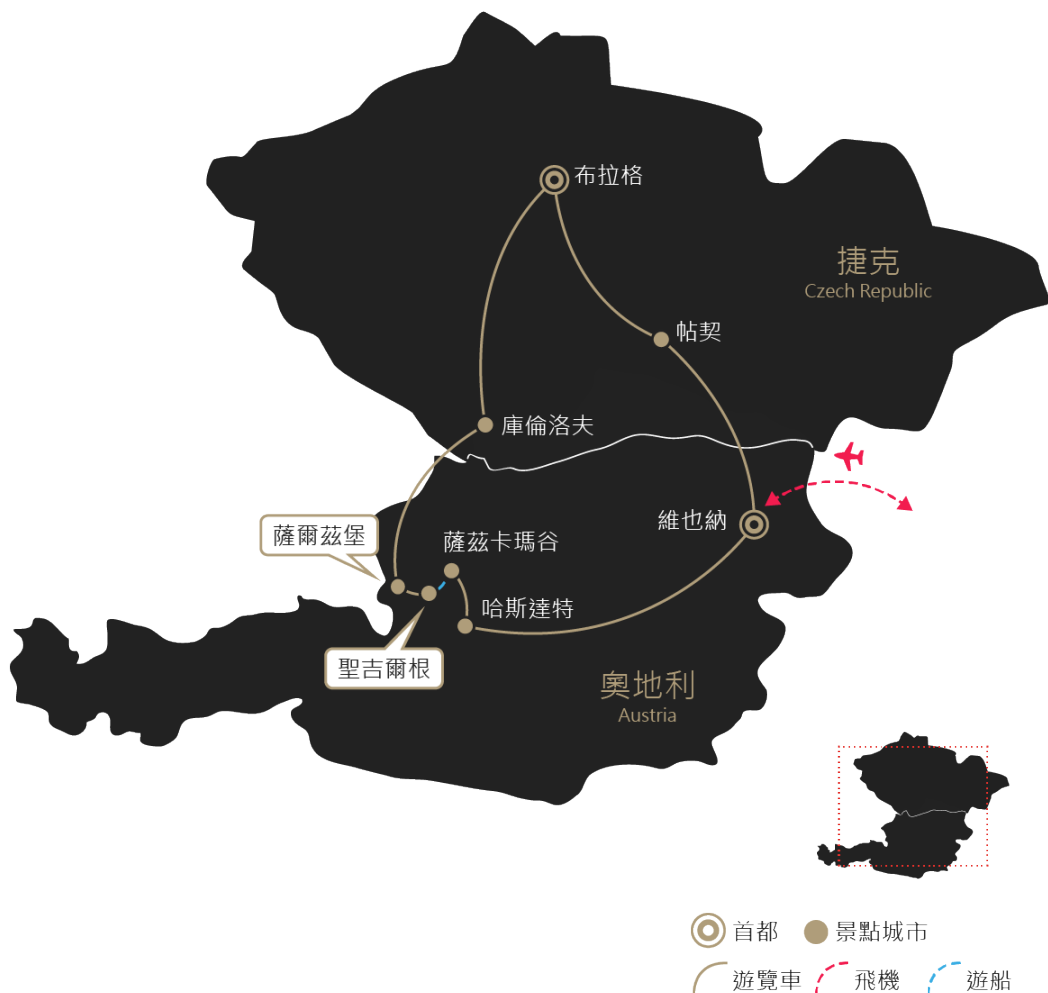 布拉格
捷克
Czech Republic
帖契
庫倫洛夫
維也納
薩爾茲堡
薩茲卡瑪谷
哈斯達特
聖吉爾根
奧地利
Austria
首都
景點城市
遊覽車
飛機
遊船